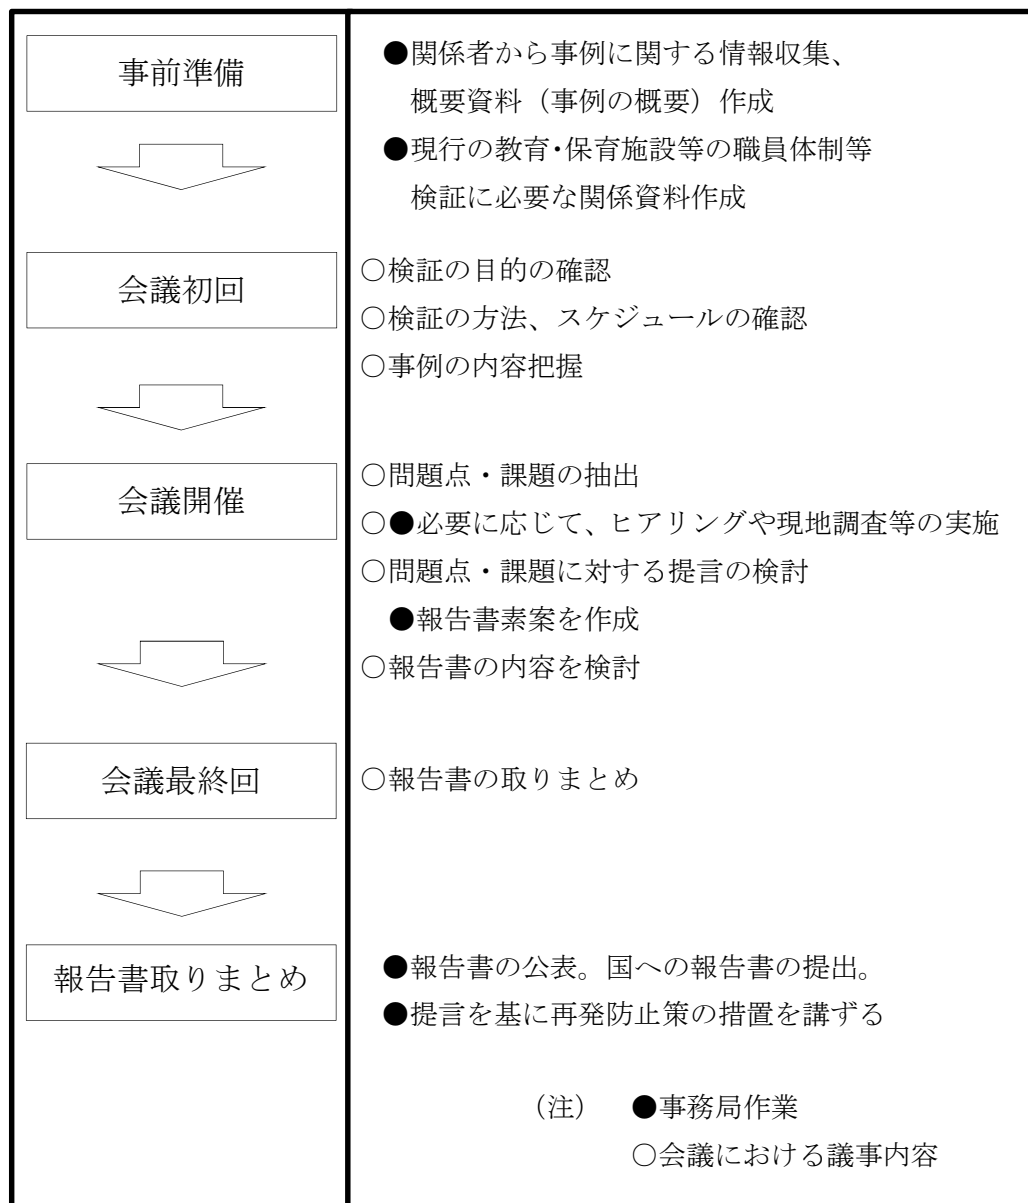 事前準備
●関係者から事例に関する情報収集、
概要資料（事例の概要）作成
●現行の教育・保育施設等の職員体制等
検証に必要な関係資料作成
会議初回
○検証の目的の確認
○検証の方法、スケジュールの確認
○事例の内容把握
会議開催
○問題点・課題の抽出
○●必要に応じて、ヒアリングや現地調査等の実施
○問題点・課題に対する提言の検討
●報告書素案を作成
○報告書の内容を検討
会議最終回
○報告書の取りまとめ
報告書取りまとめ
●報告書の公表。国への報告書の提出。
●提言を基に再発防止策の措置を講ずる
（注）　●事務局作業
○会議における議事内容